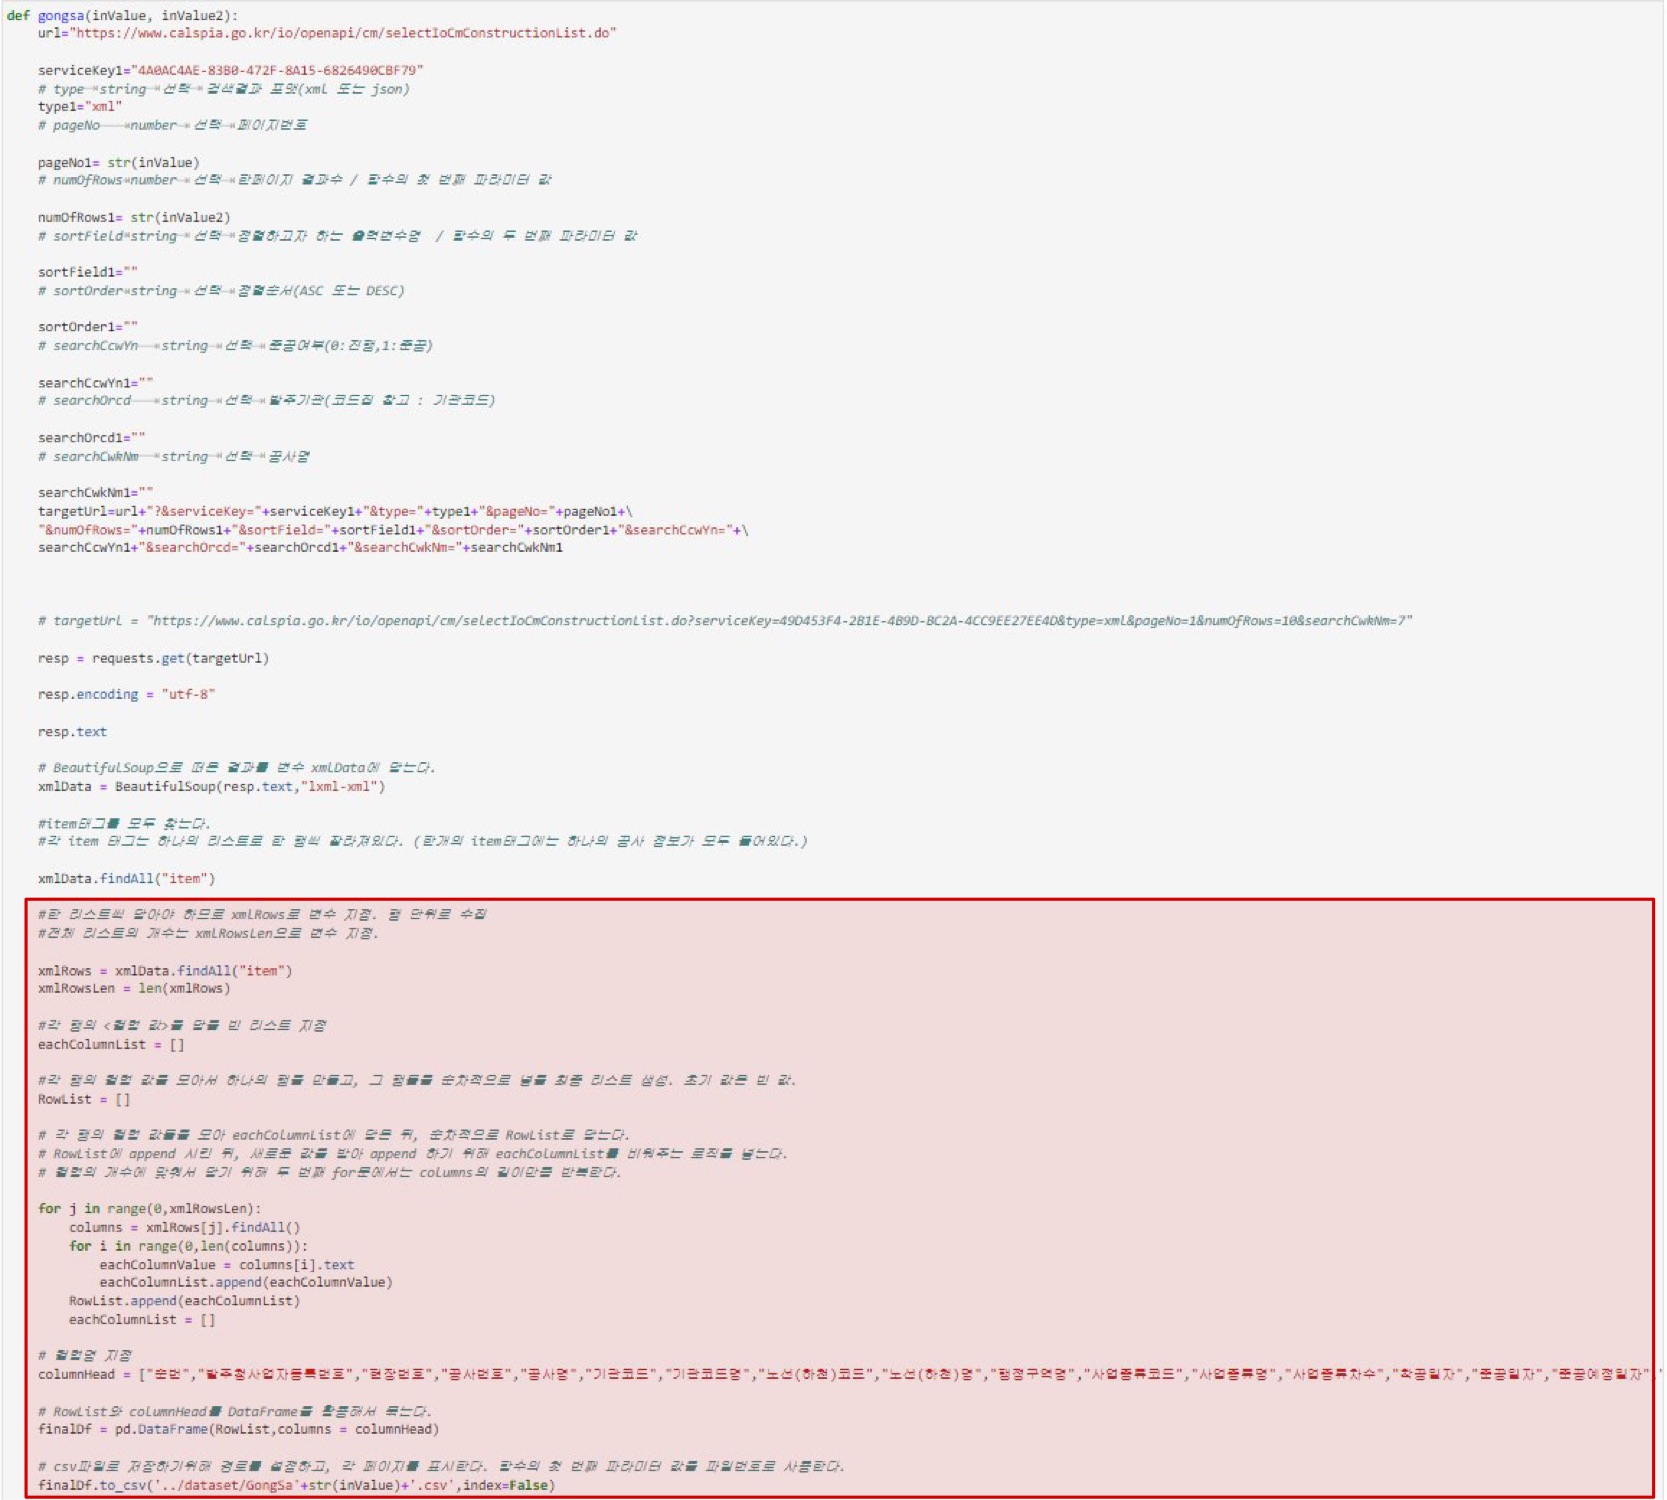 def gongsa(inValue, inValue2):
url="https://www.calspia.go.kr/io/openapi/cm/selectIoCmConstructionList.do"
serviceKey1="4A0AC4AE-83B0-472F-8A15-6826490CBF79"
# type string 선택 검색결과 포맷(xml 또는 json)
type1="xml"
# pageNo number 선택 페이지번호
pageNo1= str(inValue)
# numOfRows number 선택 한페이지 결과수 / 함수의 첫 번째 파라미터 값
numOfRows1= str(inValue2)
# sortField string 선택 정렬하고자 하는 출력변수명 / 함수의 두 번째 파라미터 값
sortField1=""
# sortOrder string 선택 정렬순서(ASC 또는 DESC)
sortOrder1=""
# searchCcwYn string 선택 준공여부(0:진행,1:준공)
searchCcwYn1=""
# searchOrcd string 선택 발주기관(코드집 참고 : 기관코드)
searchOrcd1=""
# searchCwkNm string 선택 공사명
searchCwkNm1=""
targetUrl=url+"?&serviceKey="+serviceKey1+"&type="+type1+"&pageNo="+pageNo1+\
"&numOfRows="+numOfRows1+"&sortField="+sortField1+"&sortOrder="+sortOrder1+"&searchCcwYn="+\
searchCcwYn1+"&searchOrcd="+searchOrcd1+"&searchCwkNm="+searchCwkNm1
# targetUrl = "https://www.calspia.go.kr/io/openapi/cm/selectIoCmConstructionList.do?serviceKey=49D453F4-2B1E-4B9D-BC2A-4CC9EE27EE4D&type=xml&pageNo=1&numOfRows=10&searchCwkNm=7"
resp = requests.get(targetUrl)
resp.encoding = "utf-8"
resp.text
# BeautifulSoup으로 떠온 결과를 변수 xmlData에 담는다.
xmlData = BeautifulSoup(resp.text,"lxml-xml")
#item태그를 모두 찾는다.
#각 item 태그는 하나의 리스트로 한 행씩 잘라져있다. (한개의 item태그에는 하나의 공사 정보가 모두 들어있다.)
xmlData.findAll("item")
#한 리스트씩 담아야 하므로 xmlRows로 변수 지정. 행 단위로 수집
#전체 리스트의 개수는 xmlRowsLen으로 변수 지정.
xmlRows = xmlData.findAll("item")
xmlRowsLen = len(xmlRows)
#각 행의 <컬럼 값>를 담을 빈 리스트 지정
eachColumnList = []
#각 행의 컬럼 값를 모아서 하나의 행를 만들고, 그 행들를 순차적으로 넣를 최종 리스트 생성. 초기 값은 빈 값.
RowList = []
# 각 행의 컬럼 값들를 모아 eachColumnList에 담은 뒤, 순차적으로 RowList로 담는다.
# RowList에 append 시킨 뒤, 새로운 값를 받아 append 하기 위해 eachColumnList를 비워주는 로직를 넣는다.
# 컬럼의 개수에 맞춰서 담기 위해 두 번째 for문에서는 columns의 길이만큼 반복한다.
for j in range(0,xmlRowsLen):
columns = xmlRows[j].findAll()
for i in range(0,len(columns)):
eachColumnValue = columns[i].text
eachColumnList.append(eachColumnValue)
RowList.append(eachColumnList)
eachColumnList = []
# 컬럼명 지정
columnHead = ["순번","발주청사업자등록번호","현장번호","공사번호","공사명","기관코드","기관코드명","노선(하천)코드","노선(하천)명","행정구역명","사업종류코드","사업종류명","사업종류차수","착공일자","준공일자","준공예정일자"
# RowList와 columnHead를 DataFrame를 활용해서 묶는다.
finalDf = pd.DataFrame(RowList,columns = columnHead)
# csv파일로 저장하기위해 경로를 설정하고, 각 페이지를 표시한다. 함수의 첫 번째 파라미터 값를 파일번호로 사용한다.
finalDf.to_csv('../dataset/GongSa'+str(inValue)+'.csv',index=False)